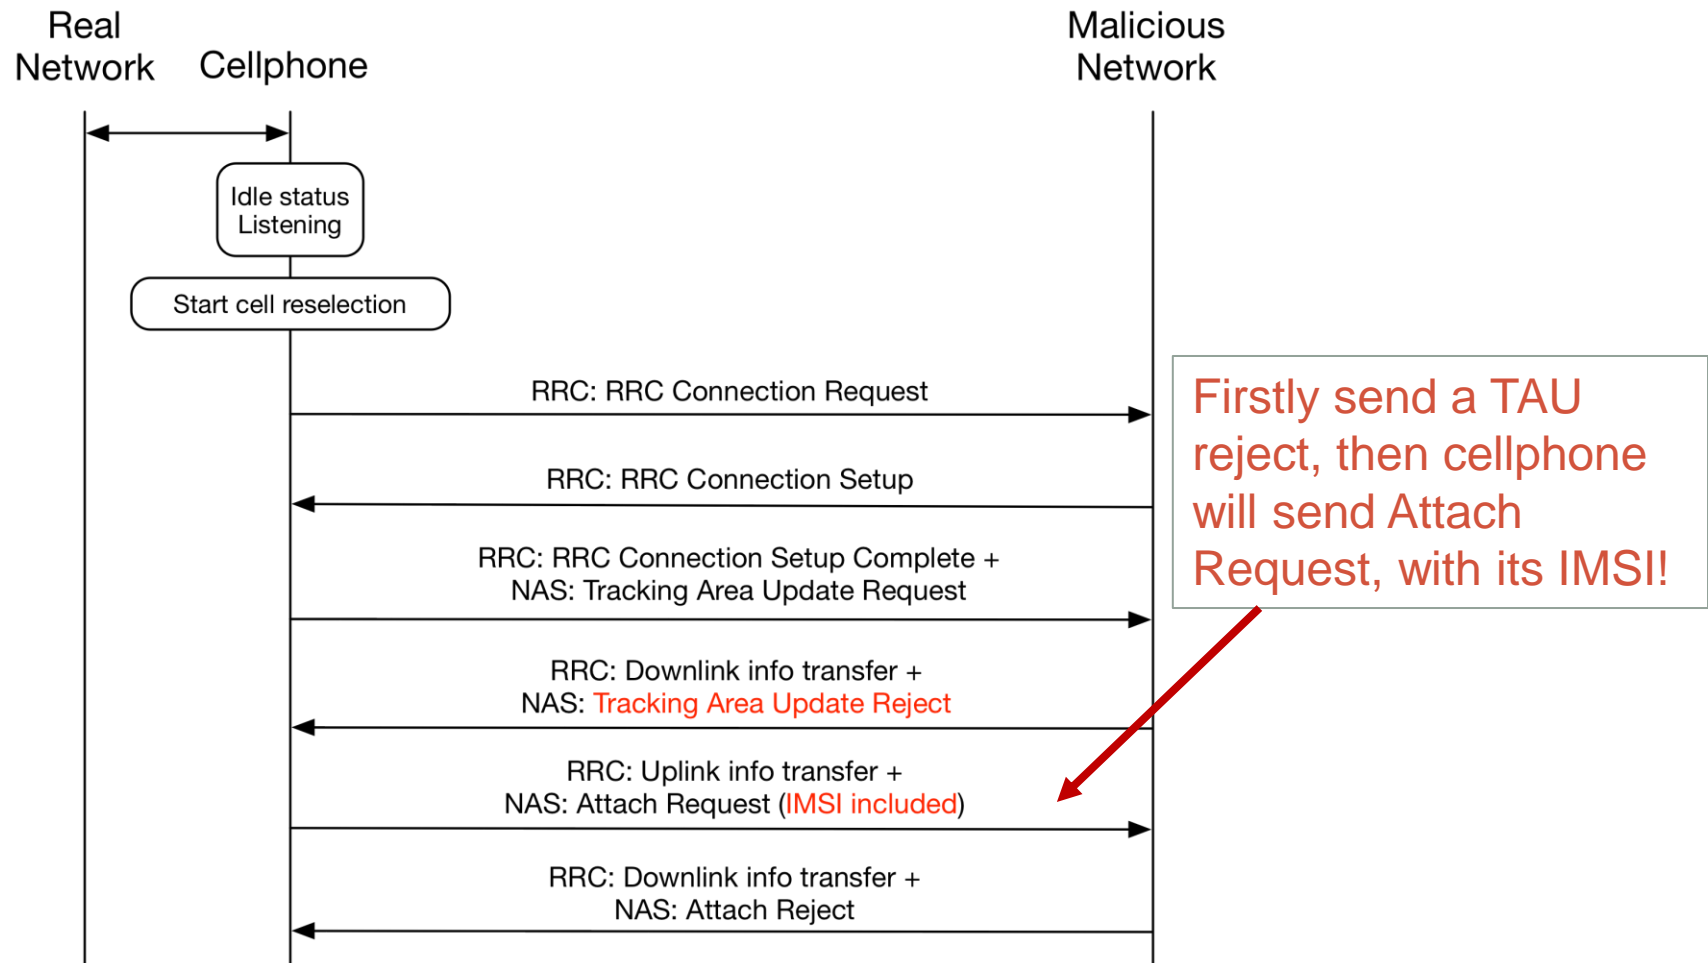 Real
Network
Cellphone
Malicious
Network
Idle status
Listening
Start cell reselection
RRC: RRC Connection Request
RRC: RRC Connection Setup
RRC: RRC Connection Setup Complete +
NAS: Tracking Area Update Request
RRC: Downlink info transfer +
NAS: Tracking Area Update Reject
RRC: Uplink info transfer +
NAS: Attach Request (IMSI included)
RRC: Downlink info transfer +
NAS: Attach Reject
Firstly send a TAU
reject, then cellphone
will send Attach
Request, with its IMSI!